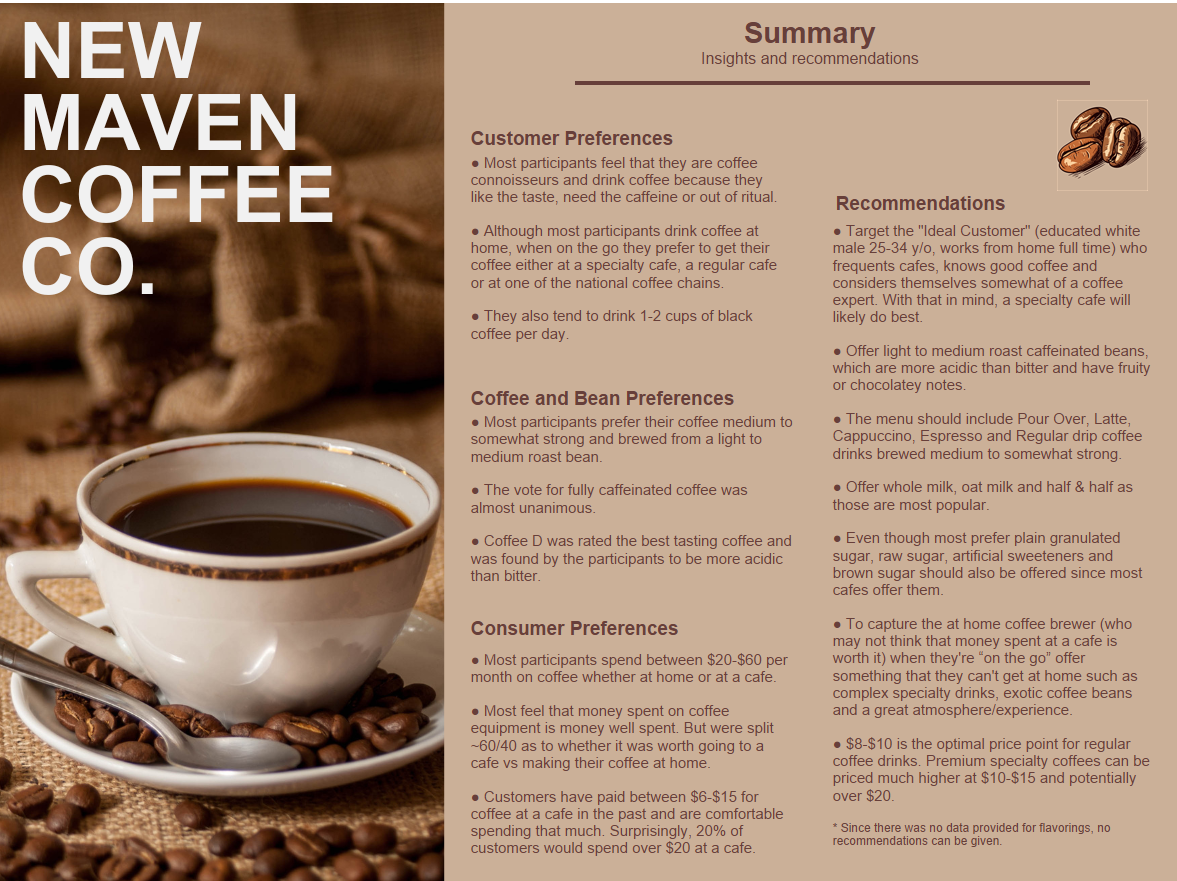 NEW
MAVEN
COFFEE
CO.
Summary
Insights and recommendations
Customer Preferences
● Most participants feel that they are coffee
connoisseurs and drink coffee because they
like the taste, need the caffeine or out of ritual.
● Although most participants drink coffee at
home, when on the go they prefer to get their
coffee either at a specialty cafe, a regular cafe
or at one of the national coffee chains.
● They also tend to drink 1-2 cups of black
coffee per day.
Coffee and Bean Preferences
● Most participants prefer their coffee medium to
somewhat strong and brewed from a light to
medium roast bean.
● The vote for fully caffeinated coffee was
almost unanimous.
● Coffee D was rated the best tasting coffee and
was found by the participants to be more acidic
than bitter.
Consumer Preferences
● Most participants spend between $20-$60 per
month on coffee whether at home or at a cafe.
● Most feel that money spent on coffee
equipment is money well spent. But were split
~60/40 as to whether it was worth going to a
cafe vs making their coffee at home.
● Customers have paid between $6-$15 for
coffee at a cafe in the past and are comfortable
spending that much. Surprisingly, 20% of
customers would spend over $20 at a cafe.
Recommendations
● Target the "Ideal Customer" (educated white
male 25-34 y/o, works from home full time) who
frequents cafes, knows good coffee and
considers themselves somewhat of a coffee
expert. With that in mind, a specialty cafe will
likely do best.
● Offer light to medium roast caffeinated beans,
which are more acidic than bitter and have fruity
or chocolatey notes.
● The menu should include Pour Over, Latte,
Cappuccino, Espresso and Regular drip coffee
drinks brewed medium to somewhat strong.
● Offer whole milk, oat milk and half & half as
those are most popular.
● Even though most prefer plain granulated
sugar, raw sugar, artificial sweeteners and
brown sugar should also be offered since most
cafes offer them.
● To capture the at home coffee brewer (who
may not think that money spent at a cafe is
worth it) when they're “on the go” offer
something that they can't get at home such as
complex specialty drinks, exotic coffee beans
and a great atmosphere/experience.
● $8-$10 is the optimal price point for regular
coffee drinks. Premium specialty coffees can be
priced much higher at $10-$15 and potentially
over $20.
* Since there was no data provided for flavorings, no
recommendations can be given.